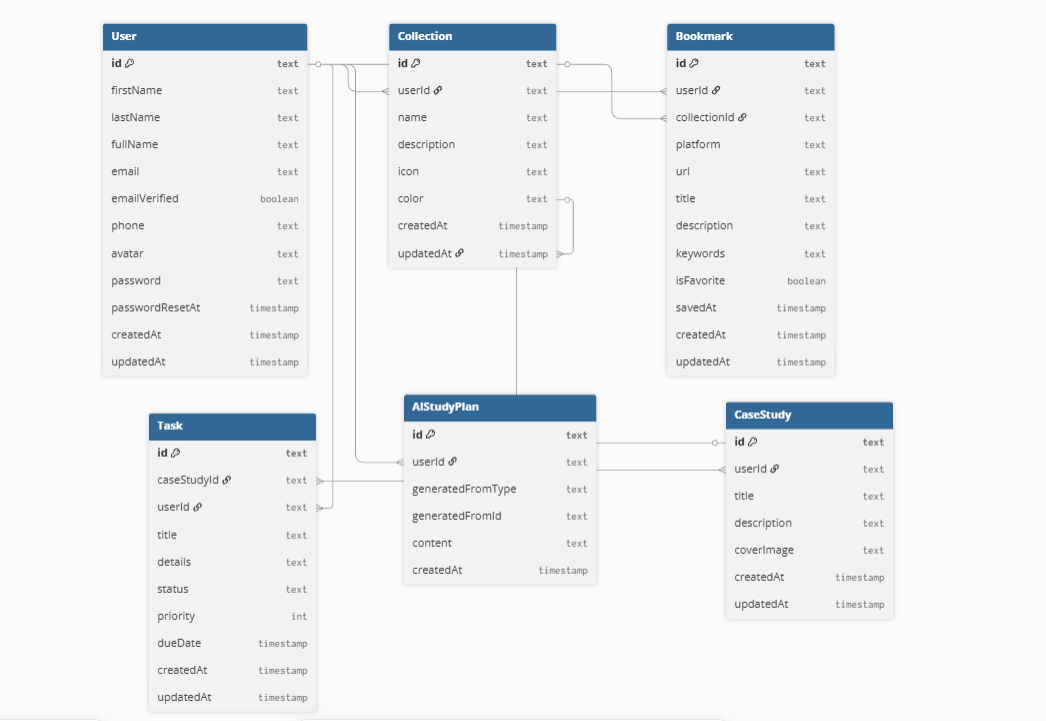 User
id text
firstName text
lastName text
fullName text
email text
emailVerified boolean
phone text
avatar text
password text
passwordResetAt timestamp
createdAt timestamp
updatedAt timestamp
Collection
id text
userId text
name text
description text
icon text
color text
createdAt timestamp
updatedAt timestamp
Bookmark
id text
userId text
collectionId text
platform text
url text
title text
description text
keywords text
isFavorite boolean
savedAt timestamp
createdAt timestamp
updatedAt timestamp
Task
id text
caseStudyId text
userId text
title text
details text
status text
priority int
dueDate timestamp
createdAt timestamp
updatedAt timestamp
AIStudyPlan
id text
userId text
generatedFromType text
generatedFromId text
content text
createdAt timestamp
CaseStudy
id text
userId text
title text
description text
coverImage text
createdAt timestamp
updatedAt timestamp